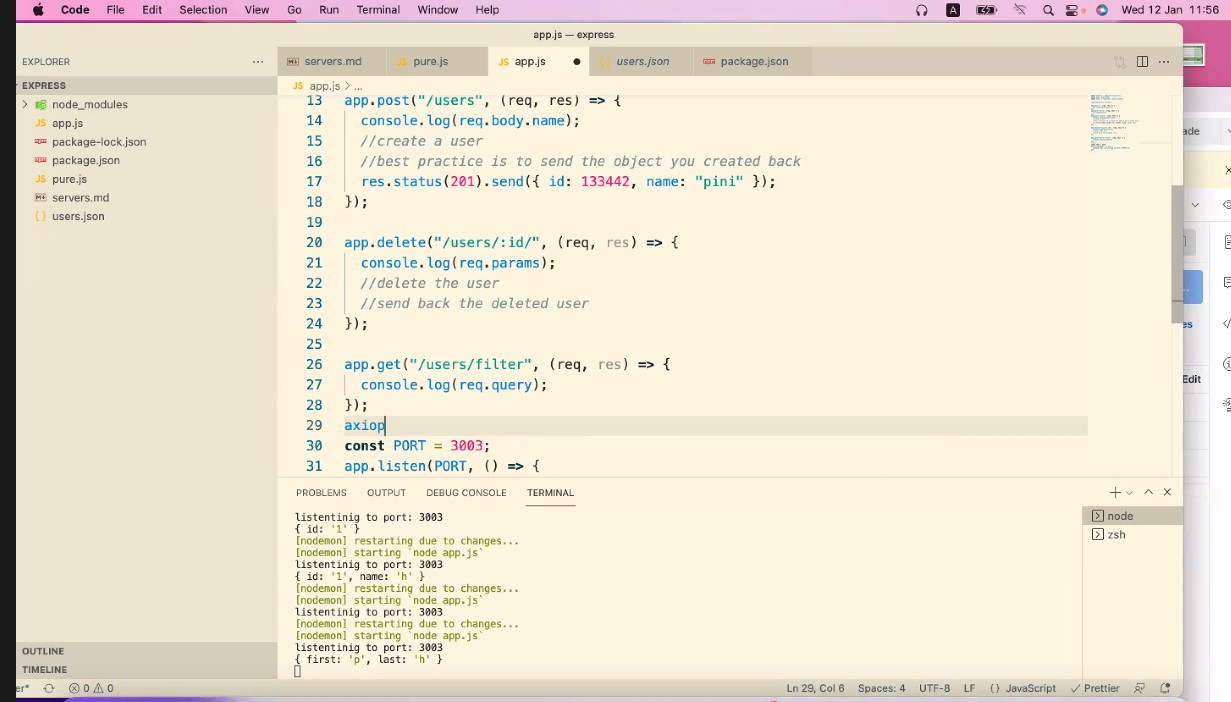 Code File Edit Selection View Go Run Terminal Window Help A Wed 12 Jan 11:56
app.js — express
EXPLORER
servers.md pure.js app.js users.json package.json
EXPRESS
app.js > ...
node_modules
app.js
package-lock.json
package.json
pure.js
servers.md
users.json
13 app.post("/users", (req, res) => {
14 console.log(req.body.name);
15 //create a user
16 //best practice is to send the object you created back
17 res.status(201).send({ id: 133442, name: "pini" });
18 });
19
20 app.delete("/users/:id/", (req, res) => {
21 console.log(req.params);
22 //delete the user
23 //send back the deleted user
24 });
25
26 app.get("/users/filter", (req, res) => {
27 console.log(req.query);
28 });
29 axiop
30 const PORT = 3003;
31 app.listen(PORT, () => {
ade
es
Edit
PROBLEMS OUTPUT DEBUG CONSOLE TERMINAL
listentinig to port: 3003
{ id: '1' }
[nodemon] restarting due to changes...
[nodemon] starting `node app.js`
listentinig to port: 3003
{ id: '1', name: 'h' }
[nodemon] restarting due to changes...
[nodemon] starting `node app.js`
listentinig to port: 3003
[nodemon] restarting due to changes...
[nodemon] starting `node app.js`
listentinig to port: 3003
{ first: 'p', last: 'h' }
node
zsh
OUTLINE
TIMELINE
er* 0 0 Ln 29, Col 6 Spaces: 4 UTF-8 LF {} JavaScript Prettier